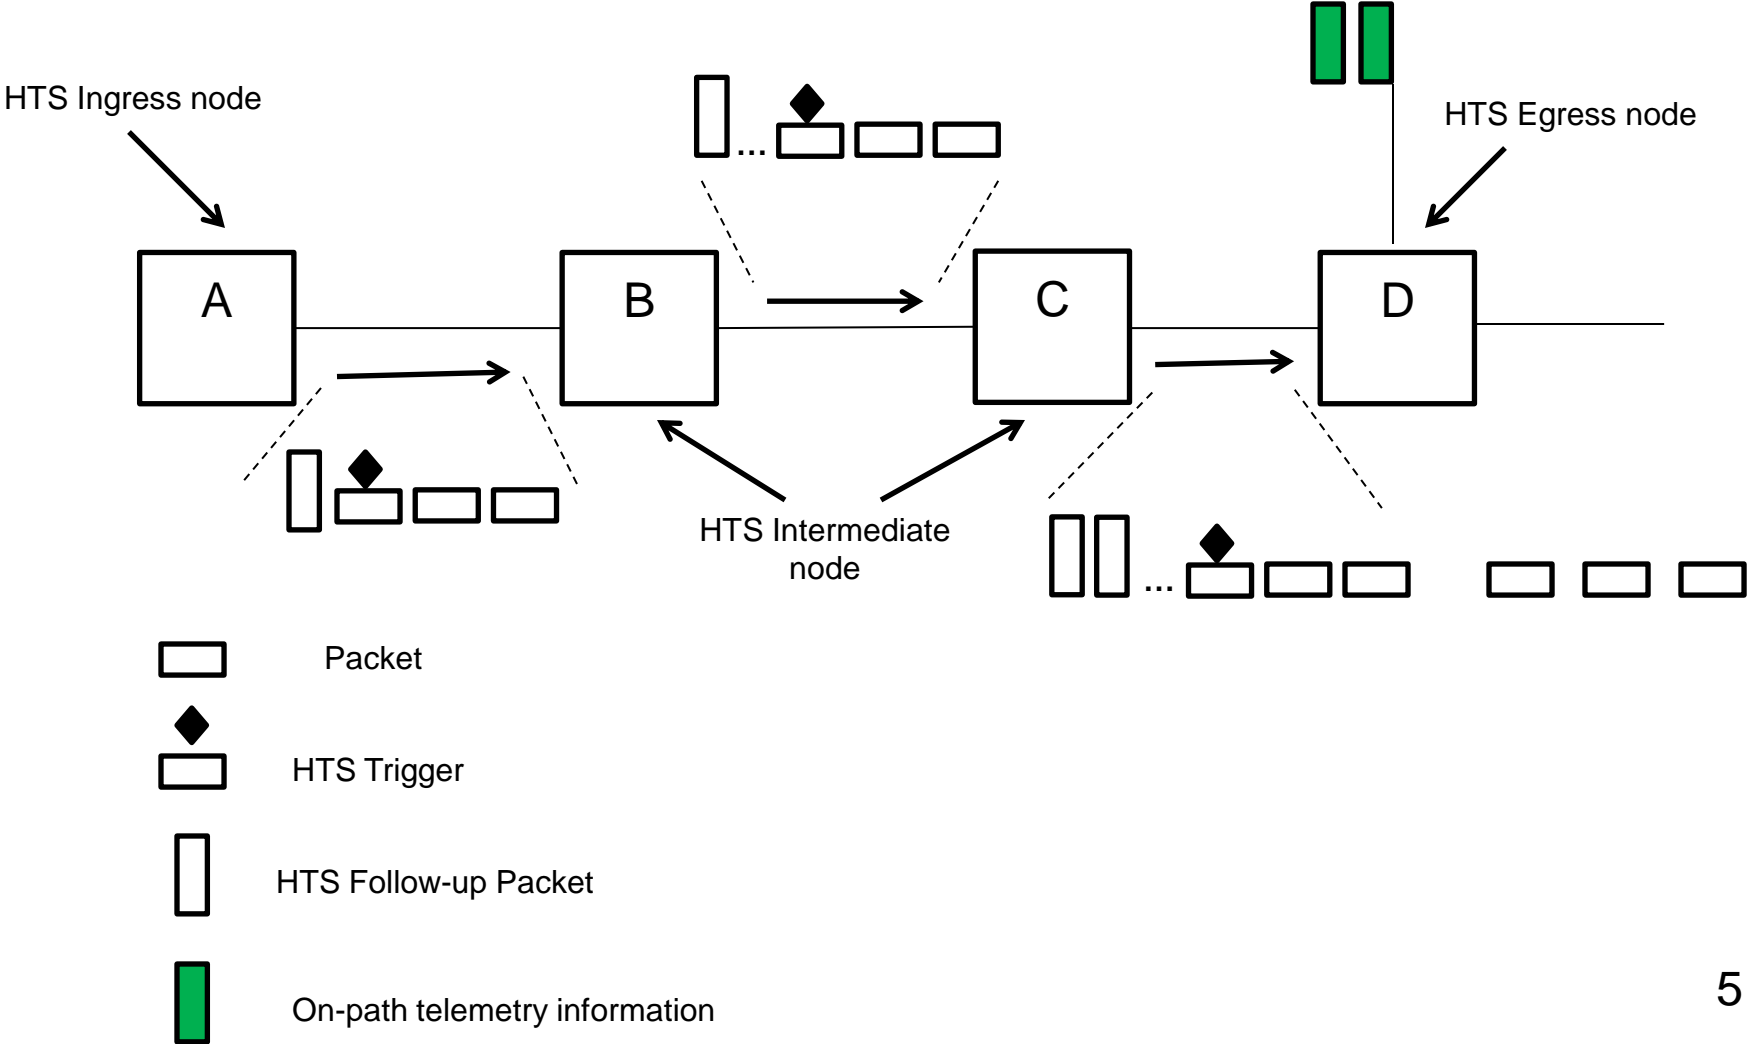 HTS Ingress node
...
HTS Egress node
A
B
C
D
HTS Intermediate
node
...
Packet
HTS Trigger
HTS Follow-up Packet
On-path telemetry information
5